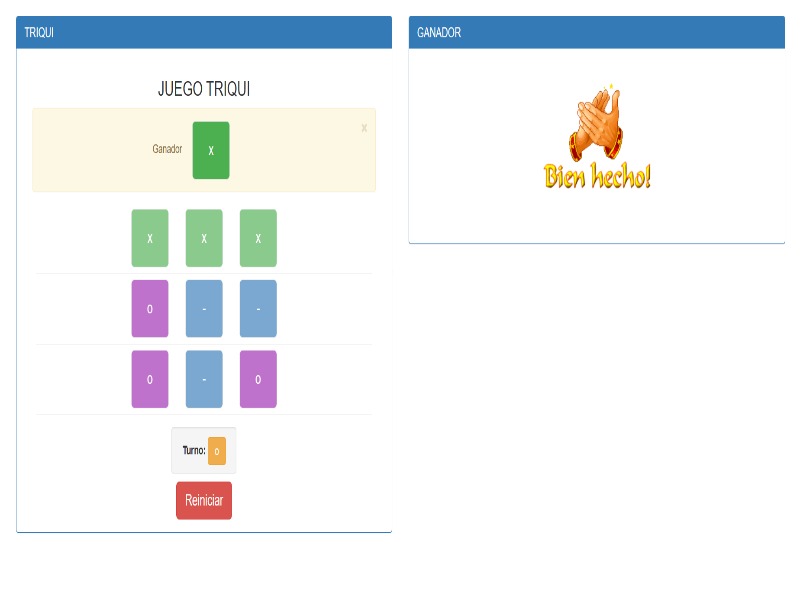 TRIQUI
JUEGO TRIQUI
x
Ganador x
x x x
o - -
o - o
Turno: o
Reiniciar
GANADOR
Bien hecho!